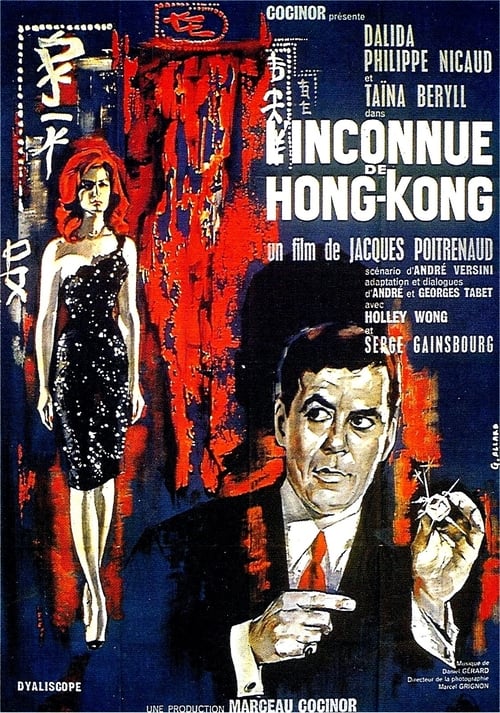 COCINOR présente
DALIDA
PHILIPPE NICAUD
et
TAÏNA BERYLL
dans
L'INCONNUE
DE
HONG-KONG
un film de JACQUES POITRENAUD
scénario d'ANDRÉ VERSINI
adaptation et dialogues
d'ANDRÉ et GEORGES TABET
avec
HOLLEY WONG
et
SERGE GAINSBOURG
G. ALLARD
Musique de
Daniel GÉRARD
Directeur de la photographie
Marcel GRIGNON
DYALISCOPE
UNE PRODUCTION MARCEAU COCINOR